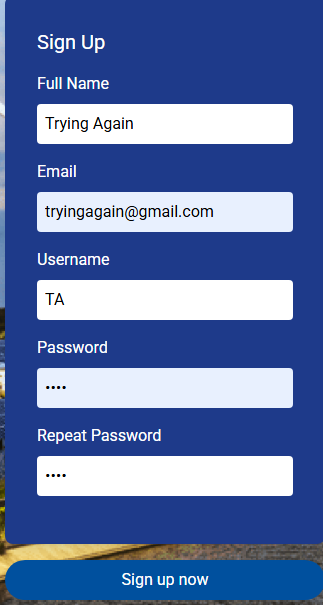 Sign Up
Full Name
Trying Again
Email
tryingagain@gmail.com
Username
TA
Password
••••
Repeat Password
••••
Sign up now